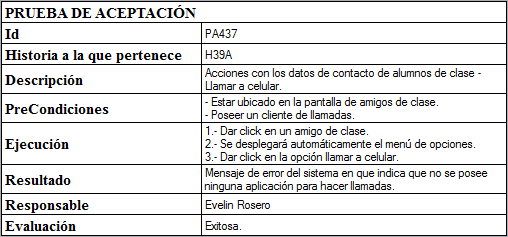 PRUEBA DE ACEPTACIÓN
Id PA437
Historia a la que pertenece H39A
Descripción Acciones con los datos de contacto de alumnos de clase -
Llamar a celular.
PreCondiciones - Estar ubicado en la pantalla de amigos de clase.
- Poseer un cliente de llamadas.
Ejecución 1.- Dar click en un amigo de clase.
2.- Se desplegará automáticamente el menú de opciones.
3.- Dar click en la opción llamar a celular.
Resultado Mensaje de error del sistema en que indica que no se posee
ninguna aplicación para hacer llamadas.
Responsable Evelin Rosero
Evaluación Exitosa.